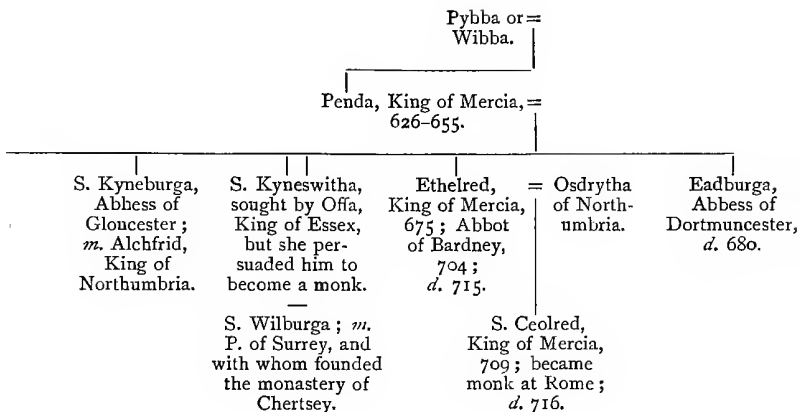 Pybba or =
Wibba.
Penda, King of Mercia, =
626–655.
S. Kyneburga,
Abhess of
Gloucester ;
m. Alchfrid,
King of
Northumbria.
S. Kyneswitha,
sought by Offa,
King of Essex,
but she per-
suaded him to
become a monk.
—
S. Wilburga ; m.
P. of Surrey, and
with whom founded
the monastery of
Chertsey.
Ethelred,
King of Mercia,
675 ; Abbot
of Bardney,
704 ;
d. 715.
= Osdrytha
of North-
umbria.
S. Ceolred,
King of Mercia,
709 ; became
monk at Rome ;
d. 716.
Eadburga,
Abbess of
Dortmuncester,
d. 680.